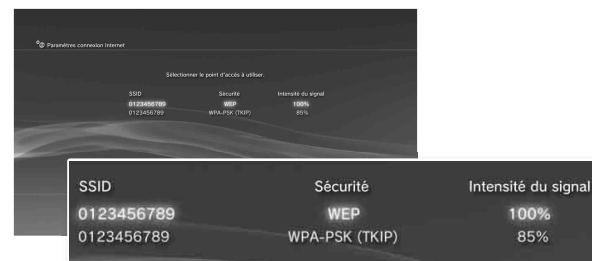 Paramètres connexion Internet
Sélectionner le point d'accès à utiliser.
SSID Sécurité Intensité du signal
0123456789 WEP 100%
0123456789 WPA-PSK (TKIP) 85%
SSID Sécurité Intensité du signal
0123456789 WEP 100%
0123456789 WPA-PSK (TKIP) 85%